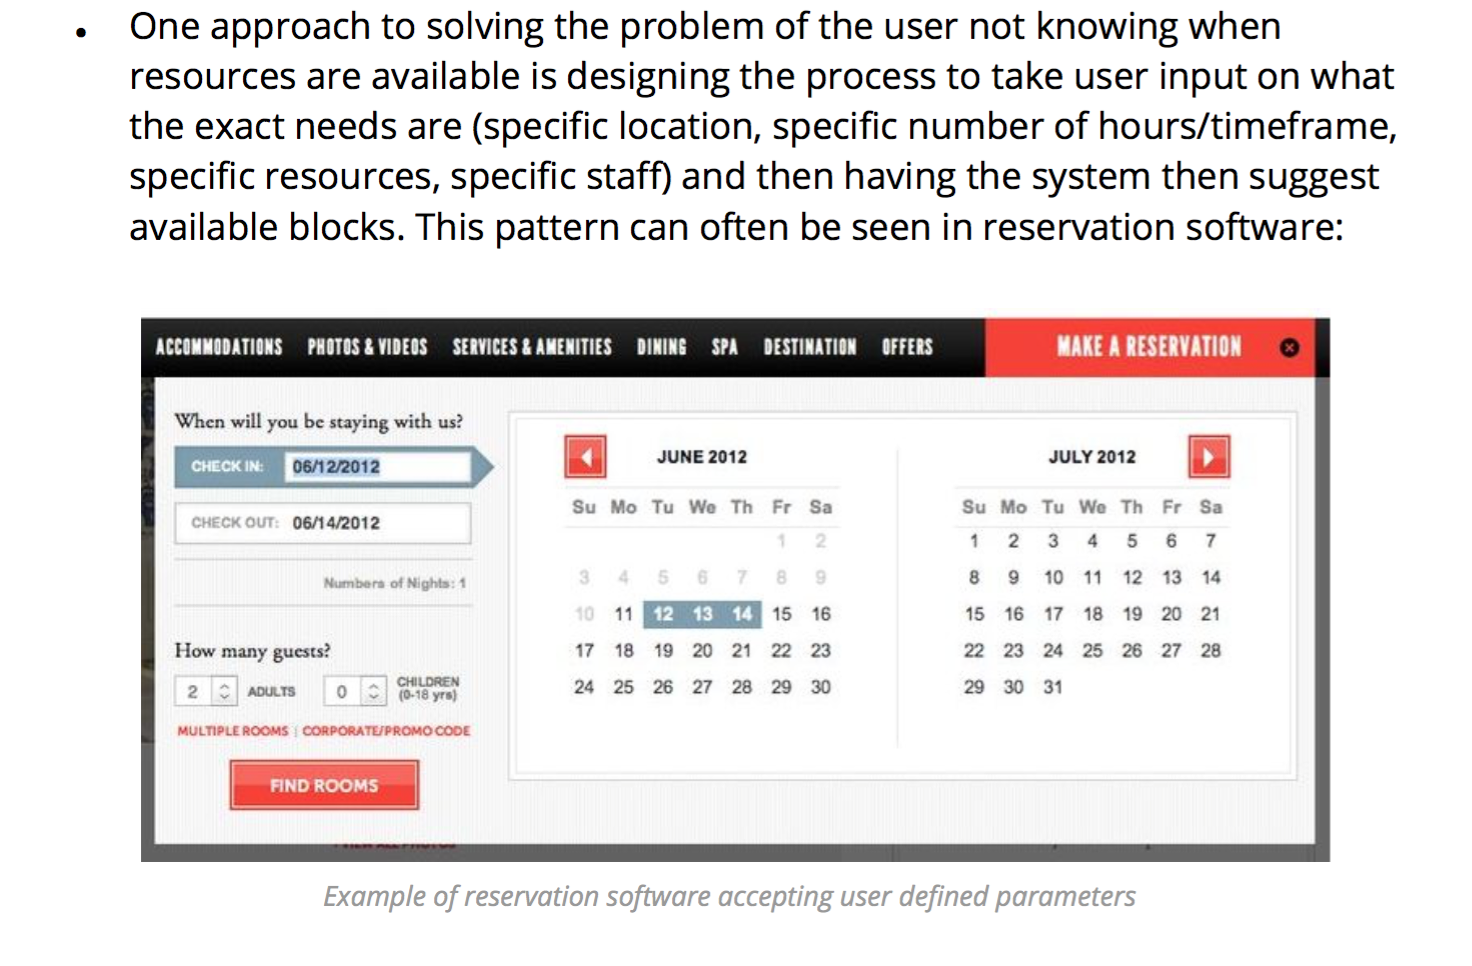 • One approach to solving the problem of the user not knowing when
resources are available is designing the process to take user input on what
the exact needs are (specific location, specific number of hours/timeframe,
specific resources, specific staff) and then having the system then suggest
available blocks. This pattern can often be seen in reservation software:
ACCOMMODATIONS PHOTOS & VIDEOS SERVICES & AMENITIES DINING SPA DESTINATION OFFERS MAKE A RESERVATION
When will you be staying with us?
CHECK IN: 06/12/2012
CHECK OUT: 06/14/2012
Numbers of Nights: 1
How many guests?
2 ADULTS 0 CHILDREN
(0-18 yrs)
MULTIPLE ROOMS | CORPORATE/PROMO CODE
FIND ROOMS
JUNE 2012
Su Mo Tu We Th Fr Sa
1 2
3 4 5 6 7 8 9
10 11 12 13 14 15 16
17 18 19 20 21 22 23
24 25 26 27 28 29 30
JULY 2012
Su Mo Tu We Th Fr Sa
1 2 3 4 5 6 7
8 9 10 11 12 13 14
15 16 17 18 19 20 21
22 23 24 25 26 27 28
29 30 31
Example of reservation software accepting user defined parameters